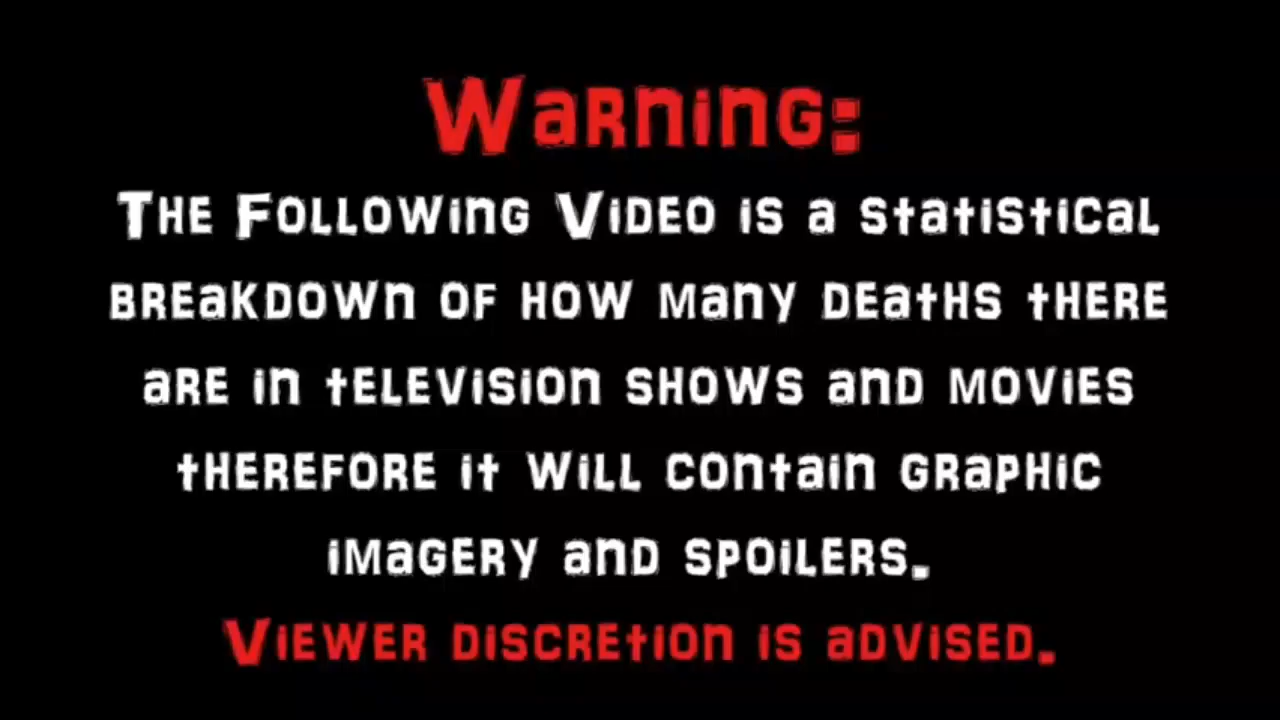 Warning:
The Following Video is a statistical
breakdown of how many deaths there
are in television shows and movies
therefore it will contain graphic
imagery and spoilers.
Viewer discretion is advised.